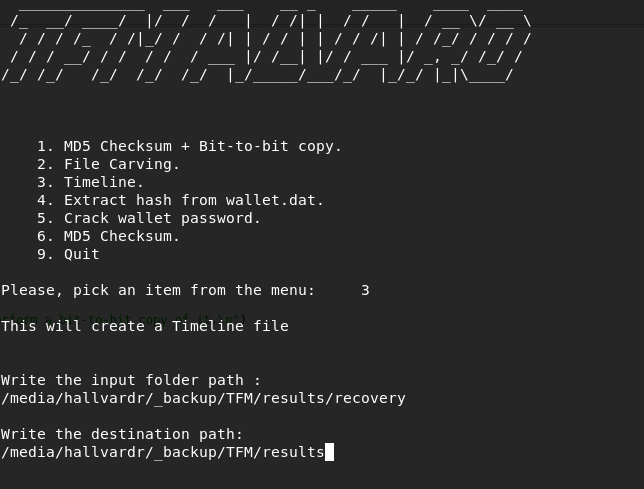 TFM ALVARO
1. MD5 Checksum + Bit-to-bit copy.
2. File Carving.
3. Timeline.
4. Extract hash from wallet.dat.
5. Crack wallet password.
6. MD5 Checksum.
9. Quit
Please, pick an item from the menu: 3
This will create a Timeline file
Write the input folder path :
/media/hallvardr/_backup/TFM/results/recovery
Write the destination path:
/media/hallvardr/_backup/TFM/results